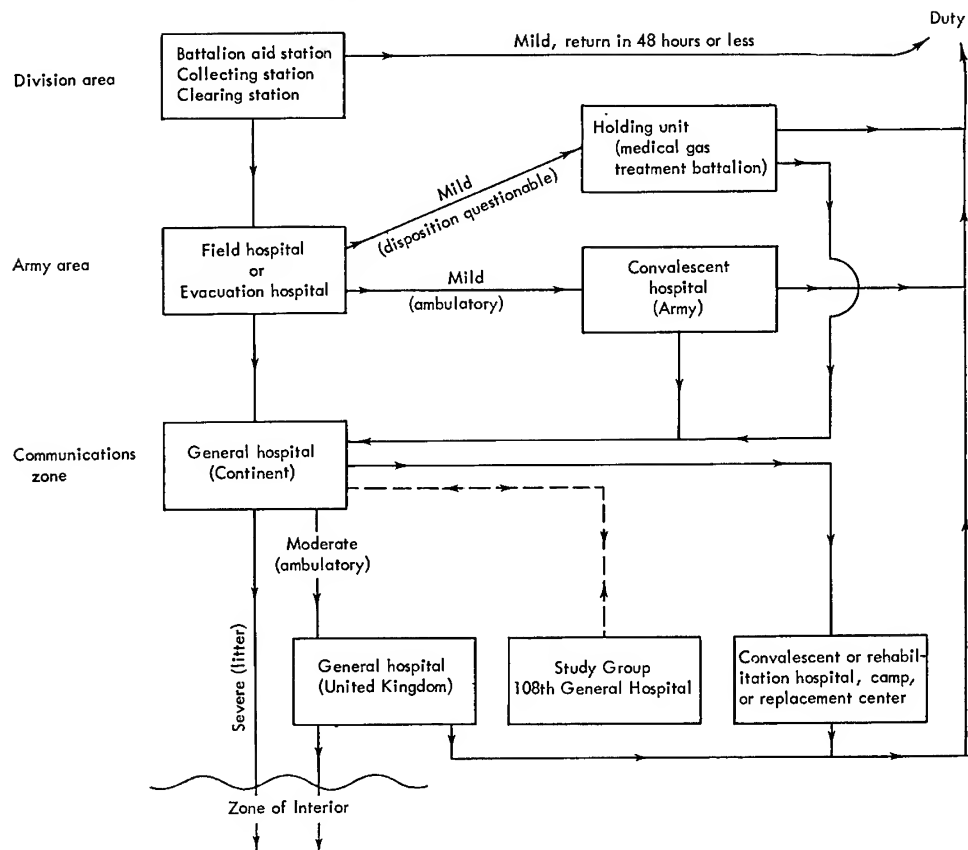 Duty
Mild, return in 48 hours or less
Division area
Battalion aid station
Collecting station
Clearing station
Holding unit
(medical gas
treatment battalion)
Mild
(disposition questionable)
Army area
Field hospital
or
Evacuation hospital
Mild
(ambulatory)
Convalescent
hospital
(Army)
Communications
zone
General hospital
(Continent)
Moderate
(ambulatory)
Severe (litter)
General hospital
(United Kingdom)
Study Group
108th General Hospital
Convalescent or rehabil-
itation hospital, camp,
or replacement center
Zone of Interior